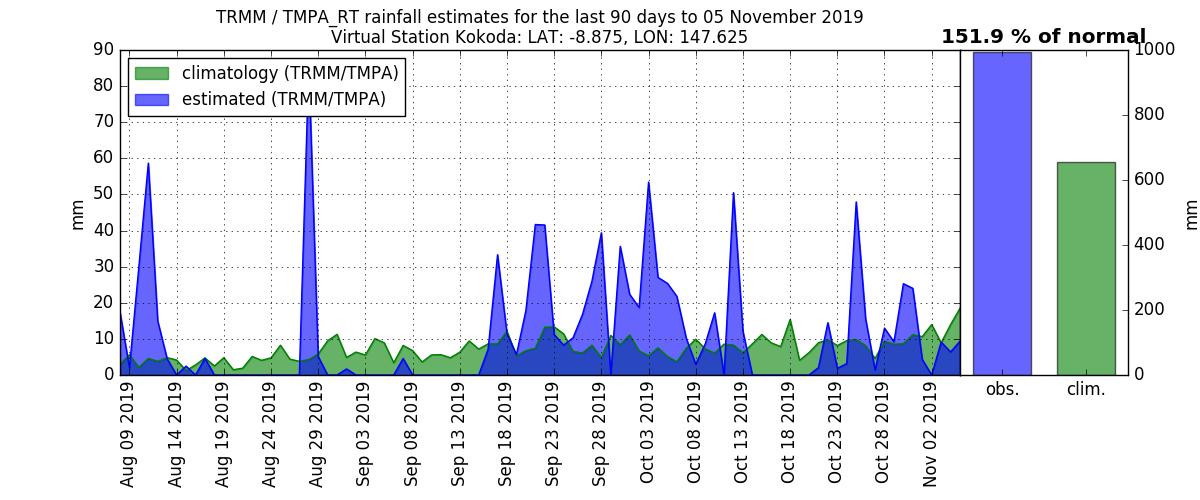 TRMM / TMPA_RT rainfall estimates for the last 90 days to 05 November 2019
Virtual Station Kokoda: LAT: -8.875, LON: 147.625
151.9 % of normal
climatology (TRMM/TMPA)
estimated (TRMM/TMPA)
90
80
70
60
50
40
30
20
10
0
mm
Aug 09 2019
Aug 14 2019
Aug 19 2019
Aug 24 2019
Aug 29 2019
Sep 03 2019
Sep 08 2019
Sep 13 2019
Sep 18 2019
Sep 23 2019
Sep 28 2019
Oct 03 2019
Oct 08 2019
Oct 13 2019
Oct 18 2019
Oct 23 2019
Oct 28 2019
Nov 02 2019
obs.
clim.
1000
800
600
400
200
0
mm